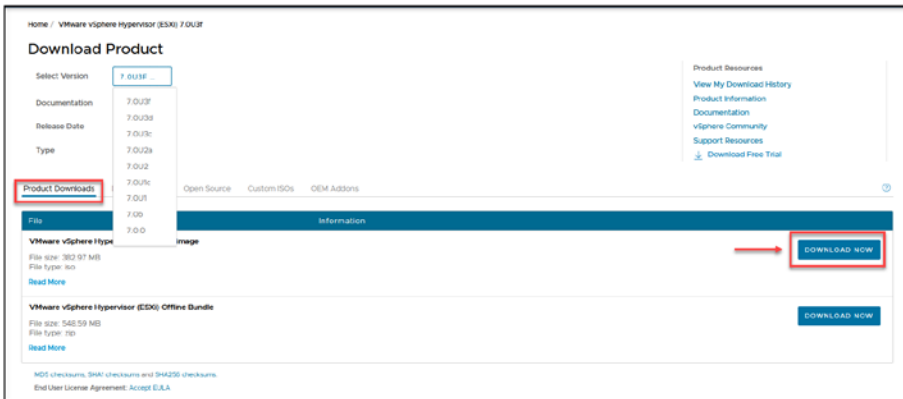 Home / VMware vSphere Hypervisor (ESXi) 7.0U3f
Download Product
Select Version 7.0U3F ...
Documentation
Release Date
Type
7.0U3f
7.0U3d
7.0U3c
7.0U2a
7.0U2
7.0U1c
7.0U1
7.0b
7.0.0
Product Resources
View My Download History
Product Information
Documentation
vSphere Community
Support Resources
Download Free Trial
Product Downloads Open Source Custom ISOs OEM Addons
File Information
VMware vSphere Hype image
File size: 382.97 MB
File type: iso
Read More
DOWNLOAD NOW
VMware vSphere Hypervisor (ESXi) Offline Bundle
File size: 548.59 MB
File type: zip
Read More
DOWNLOAD NOW
MD5 checksums, SHA1 checksums and SHA256 checksums.
End User License Agreement: Accept EULA